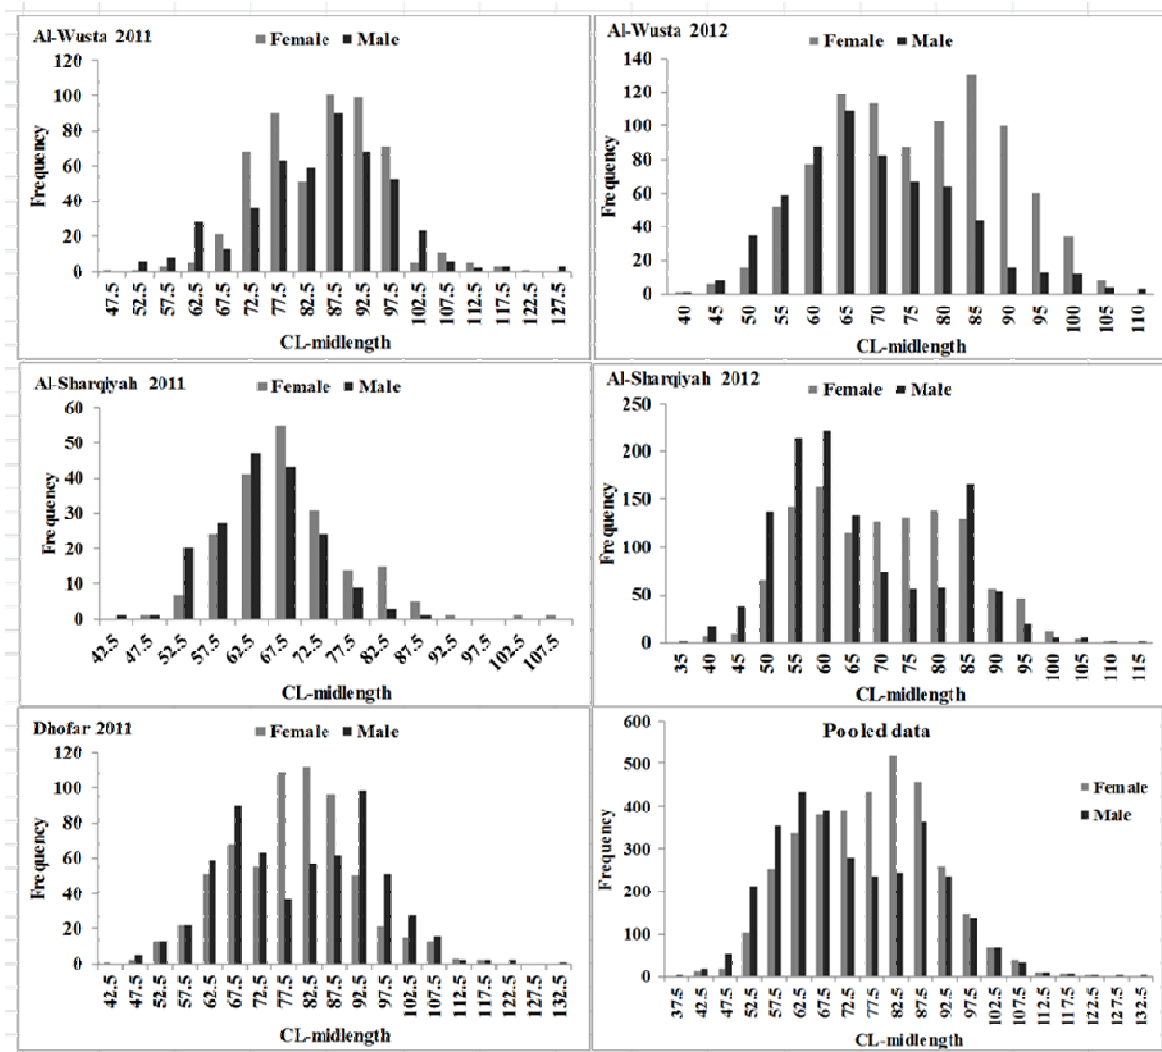 Al-Wusta 2011
Female Male
Frequency
120
100
80
60
40
20
0
47.5 52.5 57.5 62.5 67.5 72.5 77.5 82.5 87.5 92.5 97.5 102.5 107.5 112.5 117.5 122.5 127.5
CL-midlength
Al-Wusta 2012
Female Male
Frequency
140
120
100
80
60
40
20
0
40 45 50 55 60 65 70 75 80 85 90 95 100 105 110
CL-midlength
Al-Sharqiyah 2011
Female Male
Frequency
60
50
40
30
20
10
0
42.5 47.5 52.5 57.5 62.5 67.5 72.5 77.5 82.5 87.5 92.5 97.5 102.5 107.5
CL-midlength
Al-Sharqiyah 2012
Female Male
Frequency
250
200
150
100
50
0
35 40 45 50 55 60 65 70 75 80 85 90 95 100 105 110 115
CL-midlength
Dhofar 2011
Female Male
Frequency
120
100
80
60
40
20
0
42.5 47.5 52.5 57.5 62.5 67.5 72.5 77.5 82.5 87.5 92.5 97.5 102.5 107.5 112.5 117.5 122.5 127.5 132.5
CL-midlength
Pooled data
Female
Male
Frequency
600
500
400
300
200
100
0
37.5 42.5 47.5 52.5 57.5 62.5 67.5 72.5 77.5 82.5 87.5 92.5 97.5 102.5 107.5 112.5 117.5 122.5 127.5 132.5
CL-midlength